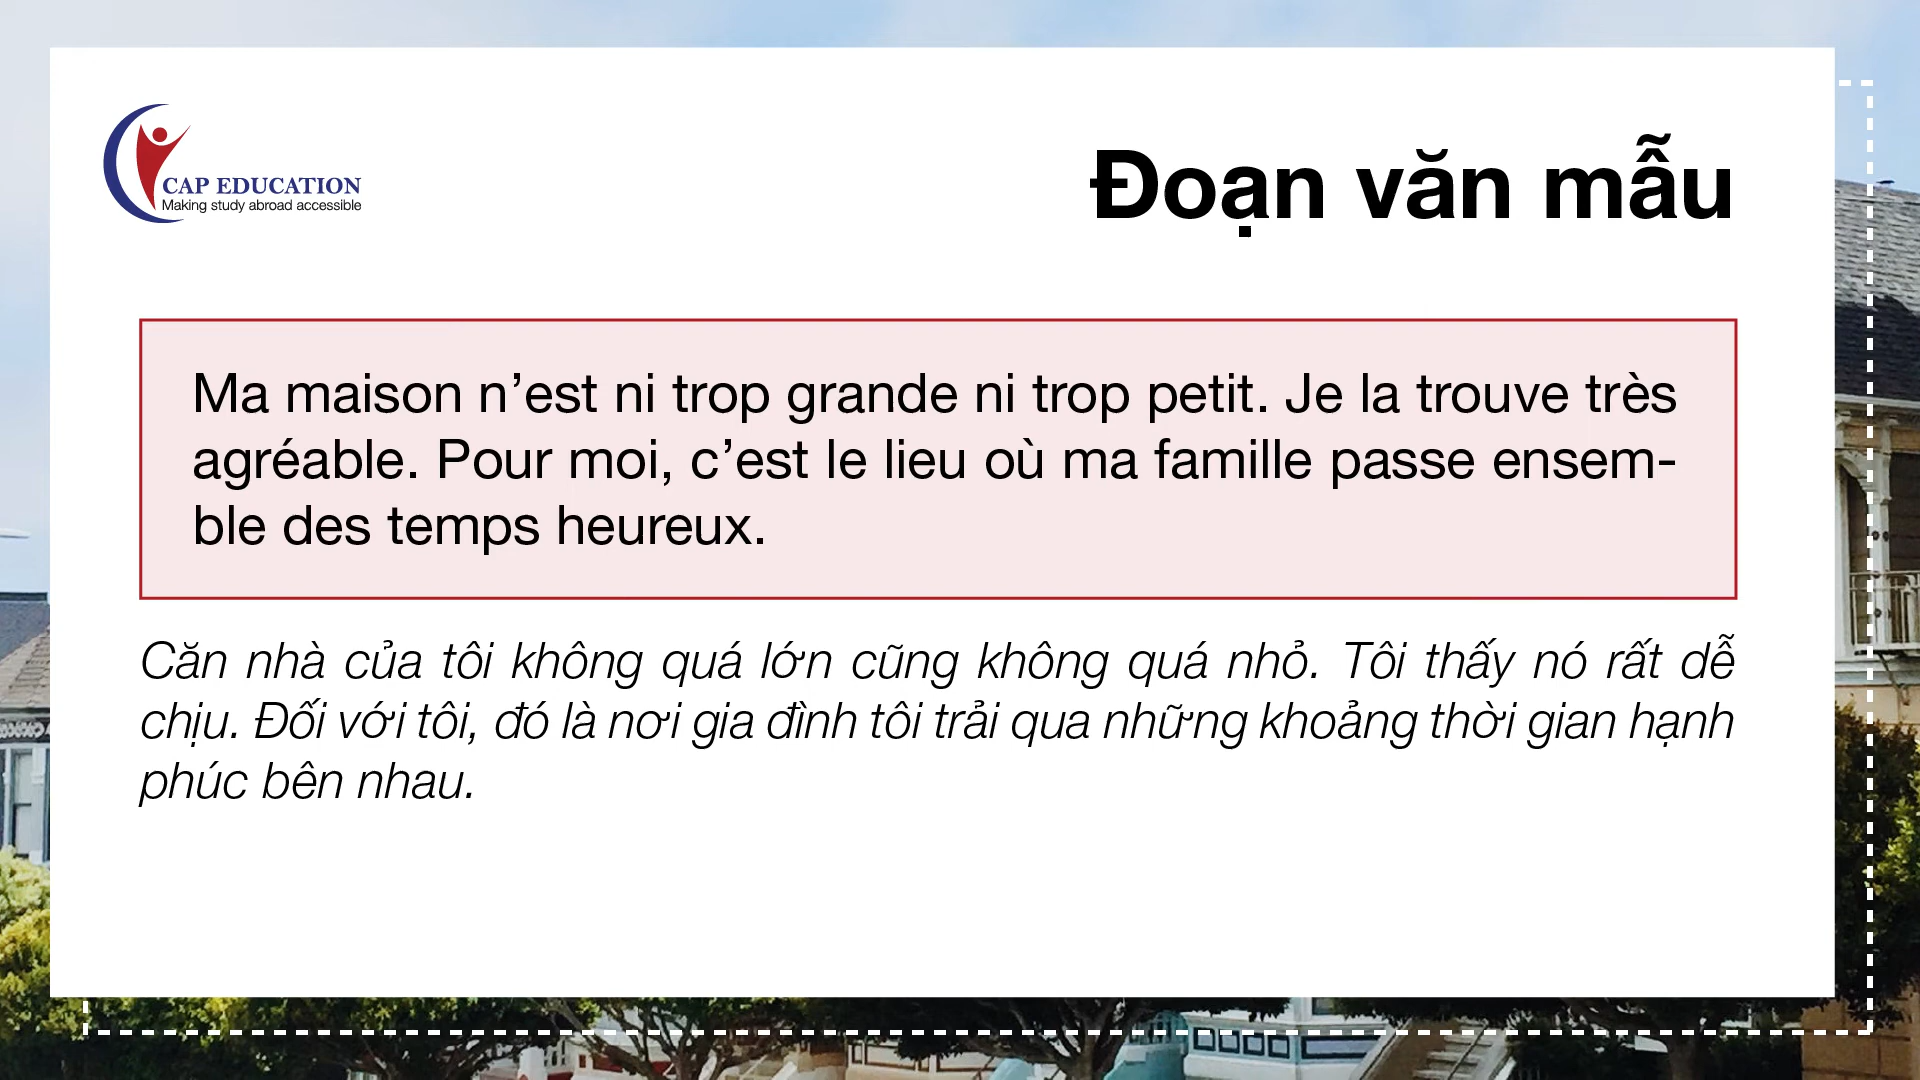 CAP EDUCATION
Making study abroad accessible
Đoạn văn mẫu
Ma maison n’est ni trop grande ni trop petit. Je la trouve très
agréable. Pour moi, c’est le lieu où ma famille passe ensem-
ble des temps heureux.
Căn nhà của tôi không quá lớn cũng không quá nhỏ. Tôi thấy nó rất dễ
chịu. Đối với tôi, đó là nơi gia đình tôi trải qua những khoảng thời gian hạnh
phúc bên nhau.